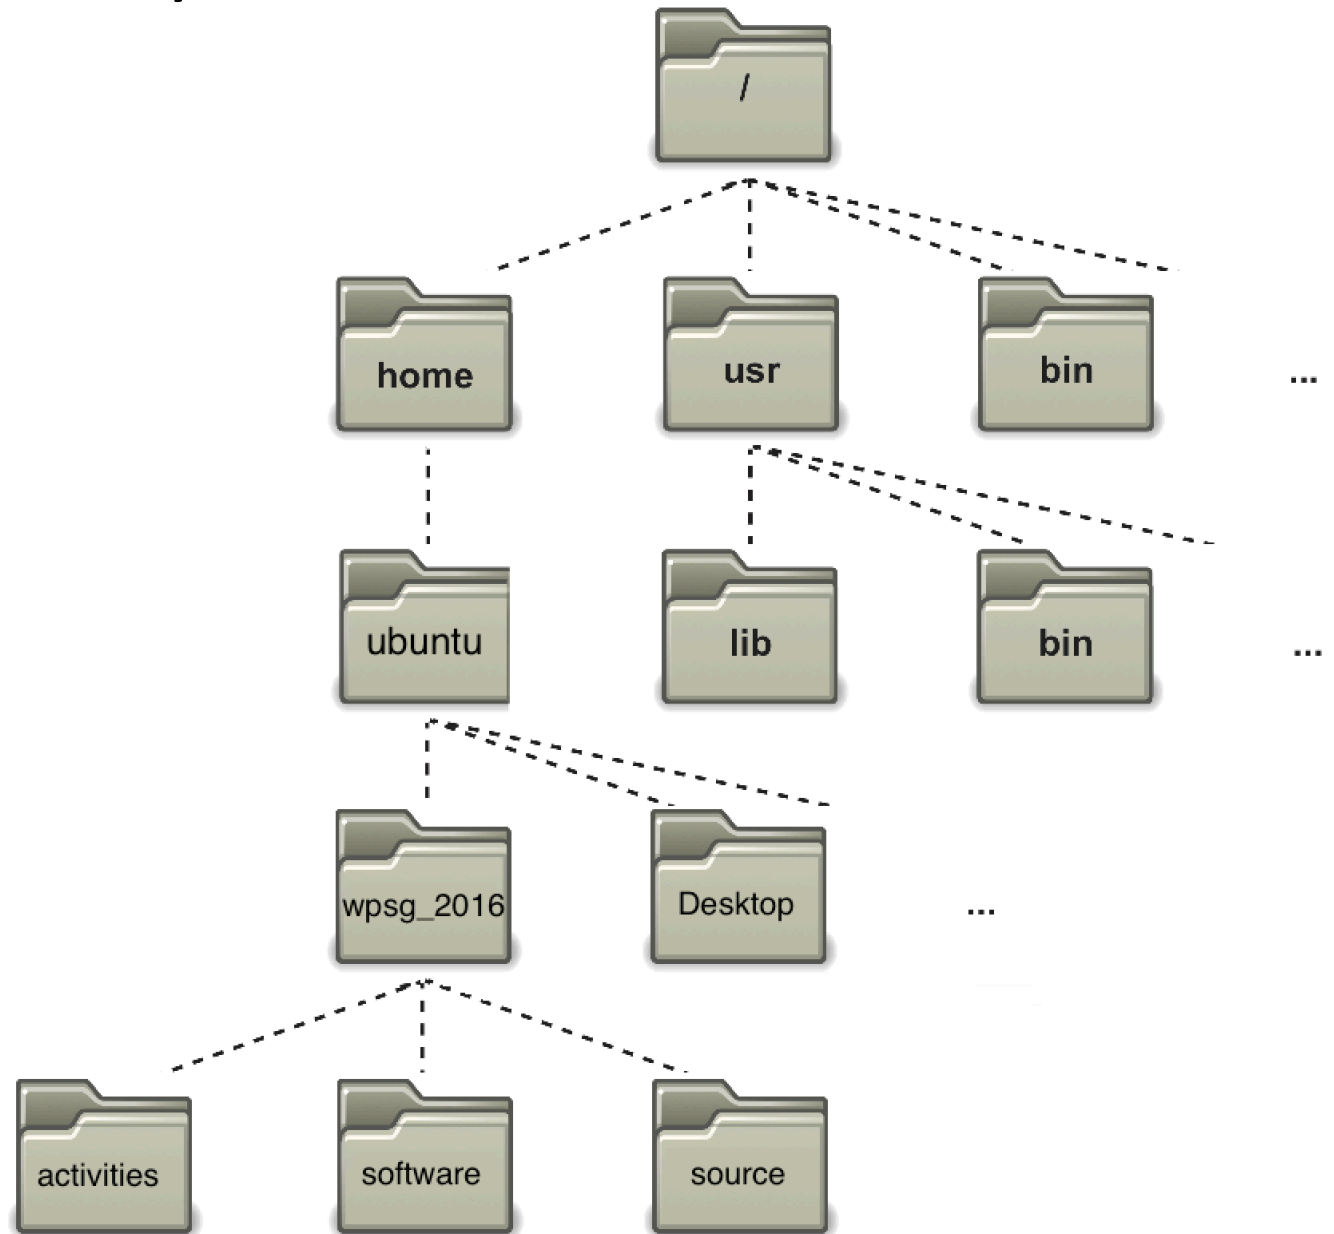 /
home
usr
bin
...
ubuntu
lib
bin
...
wpsg_2016
Desktop
...
activities
software
source